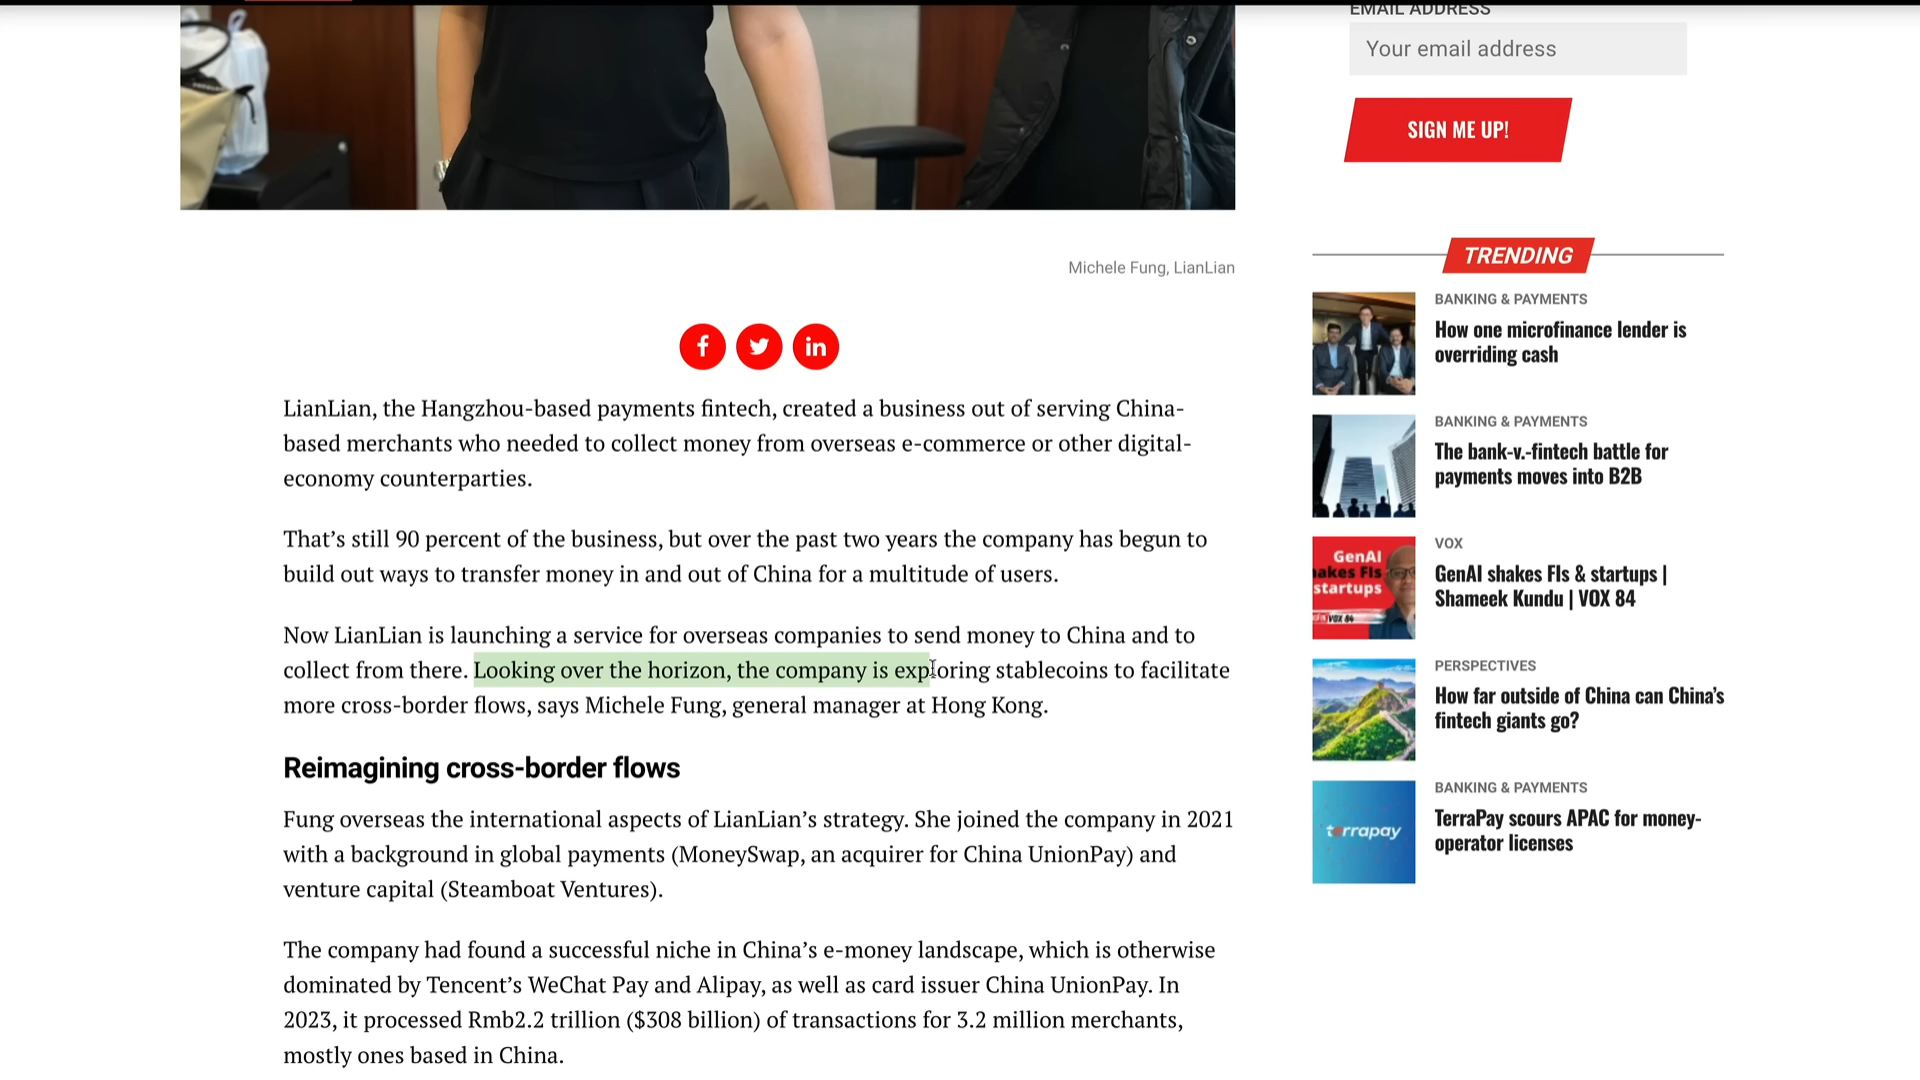 EMAIL ADDRESS
Your email address
SIGN ME UP!
Michele Fung, LianLian
LianLian, the Hangzhou-based payments fintech, created a business out of serving China-
based merchants who needed to collect money from overseas e-commerce or other digital-
economy counterparties.
That’s still 90 percent of the business, but over the past two years the company has begun to
build out ways to transfer money in and out of China for a multitude of users.
Now LianLian is launching a service for overseas companies to send money to China and to
collect from there. Looking over the horizon, the company is exploring stablecoins to facilitate
more cross-border flows, says Michele Fung, general manager at Hong Kong.
Reimagining cross-border flows
Fung overseas the international aspects of LianLian’s strategy. She joined the company in 2021
with a background in global payments (MoneySwap, an acquirer for China UnionPay) and
venture capital (Steamboat Ventures).
The company had found a successful niche in China’s e-money landscape, which is otherwise
dominated by Tencent’s WeChat Pay and Alipay, as well as card issuer China UnionPay. In
2023, it processed Rmb2.2 trillion ($308 billion) of transactions for 3.2 million merchants,
mostly ones based in China.
TRENDING
BANKING & PAYMENTS
How one microfinance lender is
overriding cash
BANKING & PAYMENTS
The bank-v.-fintech battle for
payments moves into B2B
GenAI
akes FIs
startups
VOX 84
VOX
GenAI shakes FIs & startups |
Shameek Kundu | VOX 84
PERSPECTIVES
How far outside of China can China’s
fintech giants go?
terrapay
BANKING & PAYMENTS
TerraPay scours APAC for money-
operator licenses